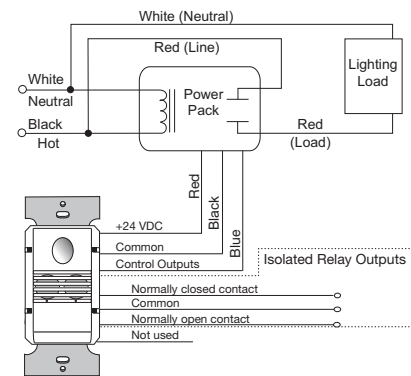 White (Neutral)
Red (Line)
White
Neutral
Power
Pack
Lighting
Load
Black
Hot
Red
(Load)
Red
Black
Blue
+24 VDC
Common
Control Outputs
Isolated Relay Outputs
Normally closed contact
Common
Normally open contact
Not used